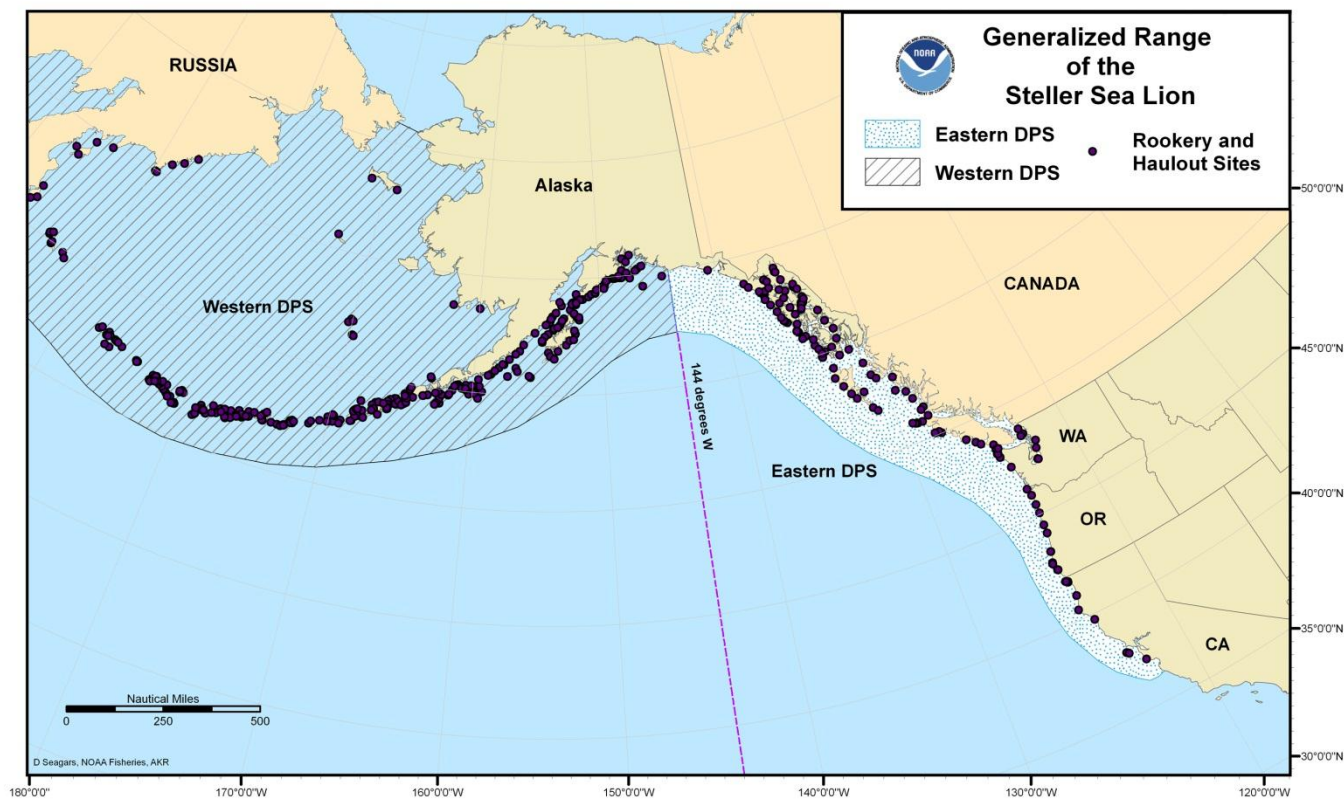 Generalized Range
of the
Steller Sea Lion
NOAA
Eastern DPS
Western DPS
Rookery and
Haulout Sites
RUSSIA
Alaska
CANADA
Western DPS
144 degrees W
Eastern DPS
WA
OR
CA
Nautical Miles
0 250 500
D Seagars, NOAA Fisheries, AKR
50°0'0"N
45°0'0"N
40°0'0"N
35°0'0"N
30°0'0"N
180°0'0"
170°0'0"W
160°0'0"W
150°0'0"W
140°0'0"W
130°0'0"W
120°0'0"W